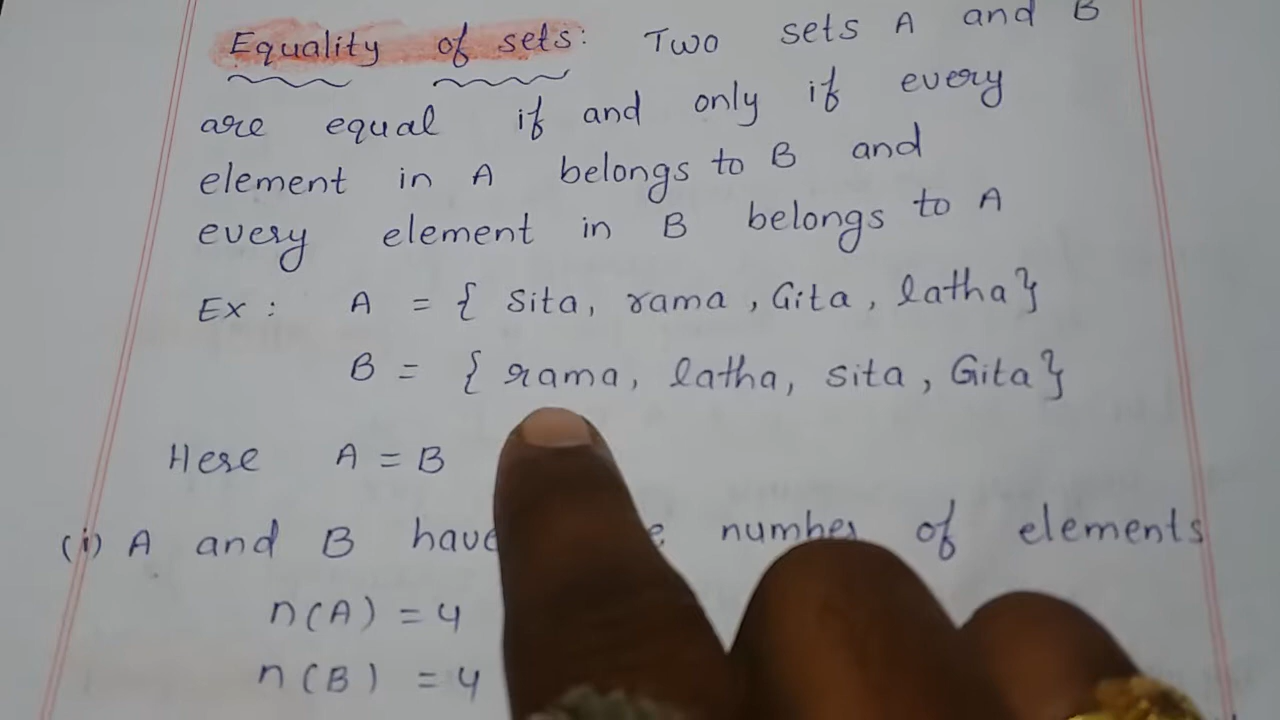 Equality of sets: Two sets A and B
are equal if and only if every
element in A belongs to B and
every element in B belongs to A
Ex : A = { Sita, rama , Gita , latha}
B = { rama, latha, sita , Gita}
Here A = B
(i) A and B have number of elements
n(A) = 4
n(B) = 4